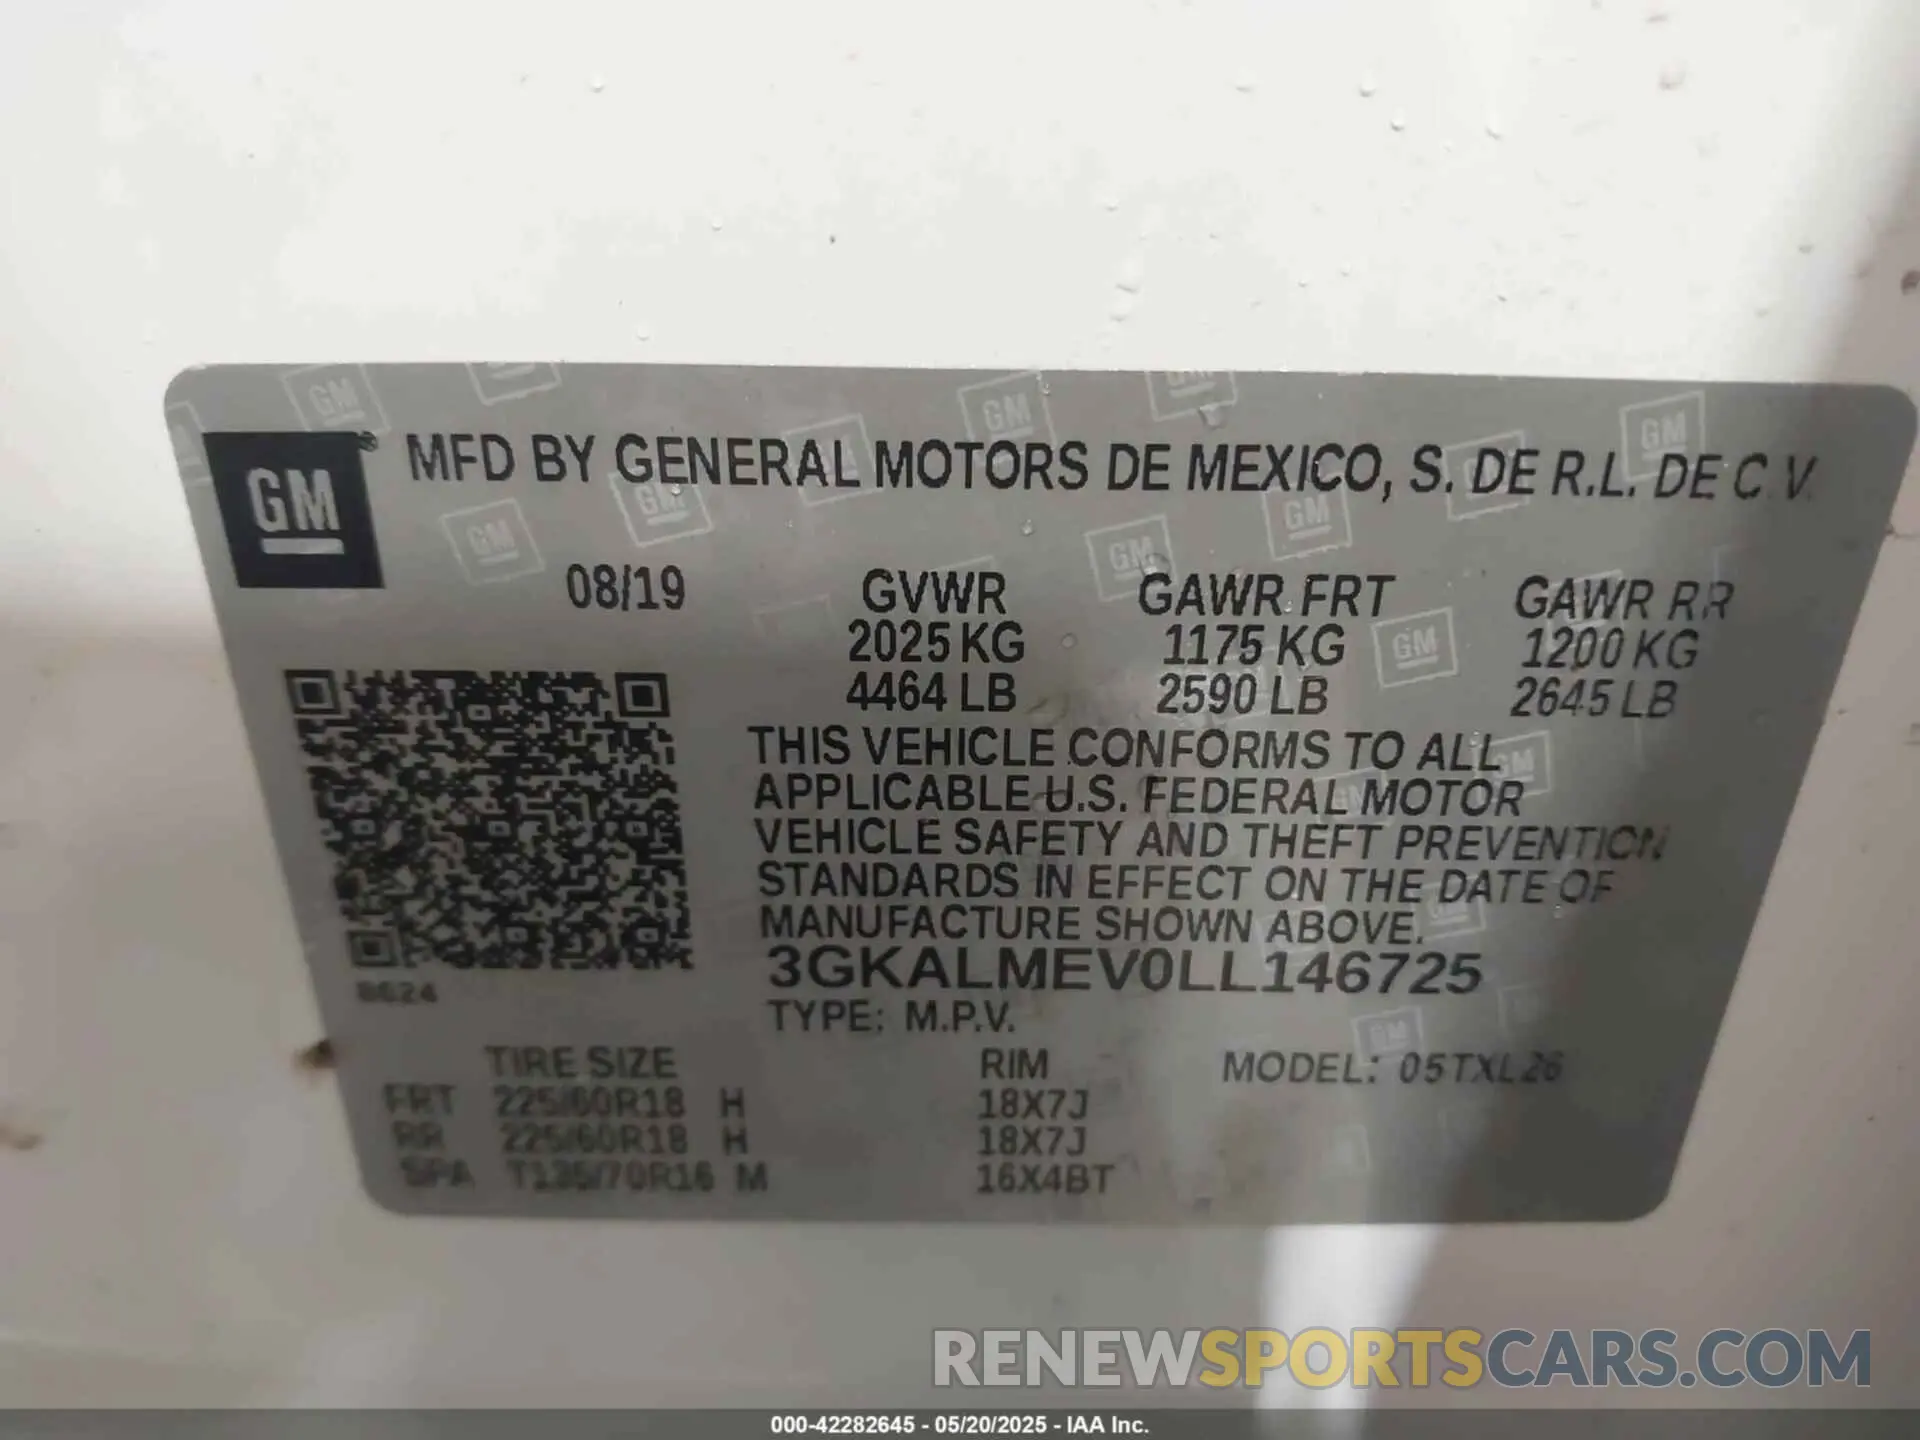 GM® MFD BY GENERAL MOTORS DE MEXICO, S. DE R.L. DE C.V.
08/19 GVWR GAWR FRT GAWR RR
2025 KG 1175 KG 1200 KG
4464 LB 2590 LB 2645 LB
THIS VEHICLE CONFORMS TO ALL
APPLICABLE U.S. FEDERAL MOTOR
VEHICLE SAFETY AND THEFT PREVENTION
STANDARDS IN EFFECT ON THE DATE OF
MANUFACTURE SHOWN ABOVE.
3GKALMEV0LL146725
8624
TYPE: M.P.V.
TIRE SIZE RIM MODEL: 05TXL26
FRT 225/60R18 H 18X7J
RR 225/60R18 H 18X7J
SPA T135/70R16 M 16X4BT
RENEWSPORTSCARS.COM
000-42282645 - 05/20/2025 - IAA Inc.